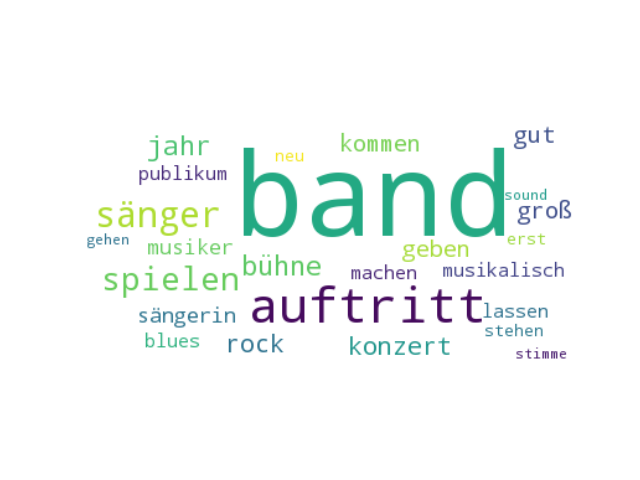 gut
jahr
kommen
neu
band
publikum
sound
sänger
groß
gehen
musiker
geben
erst
bühne
spielen
machen
musikalisch
auftritt
sängerin
lassen
stehen
blues
rock
konzert
stimme